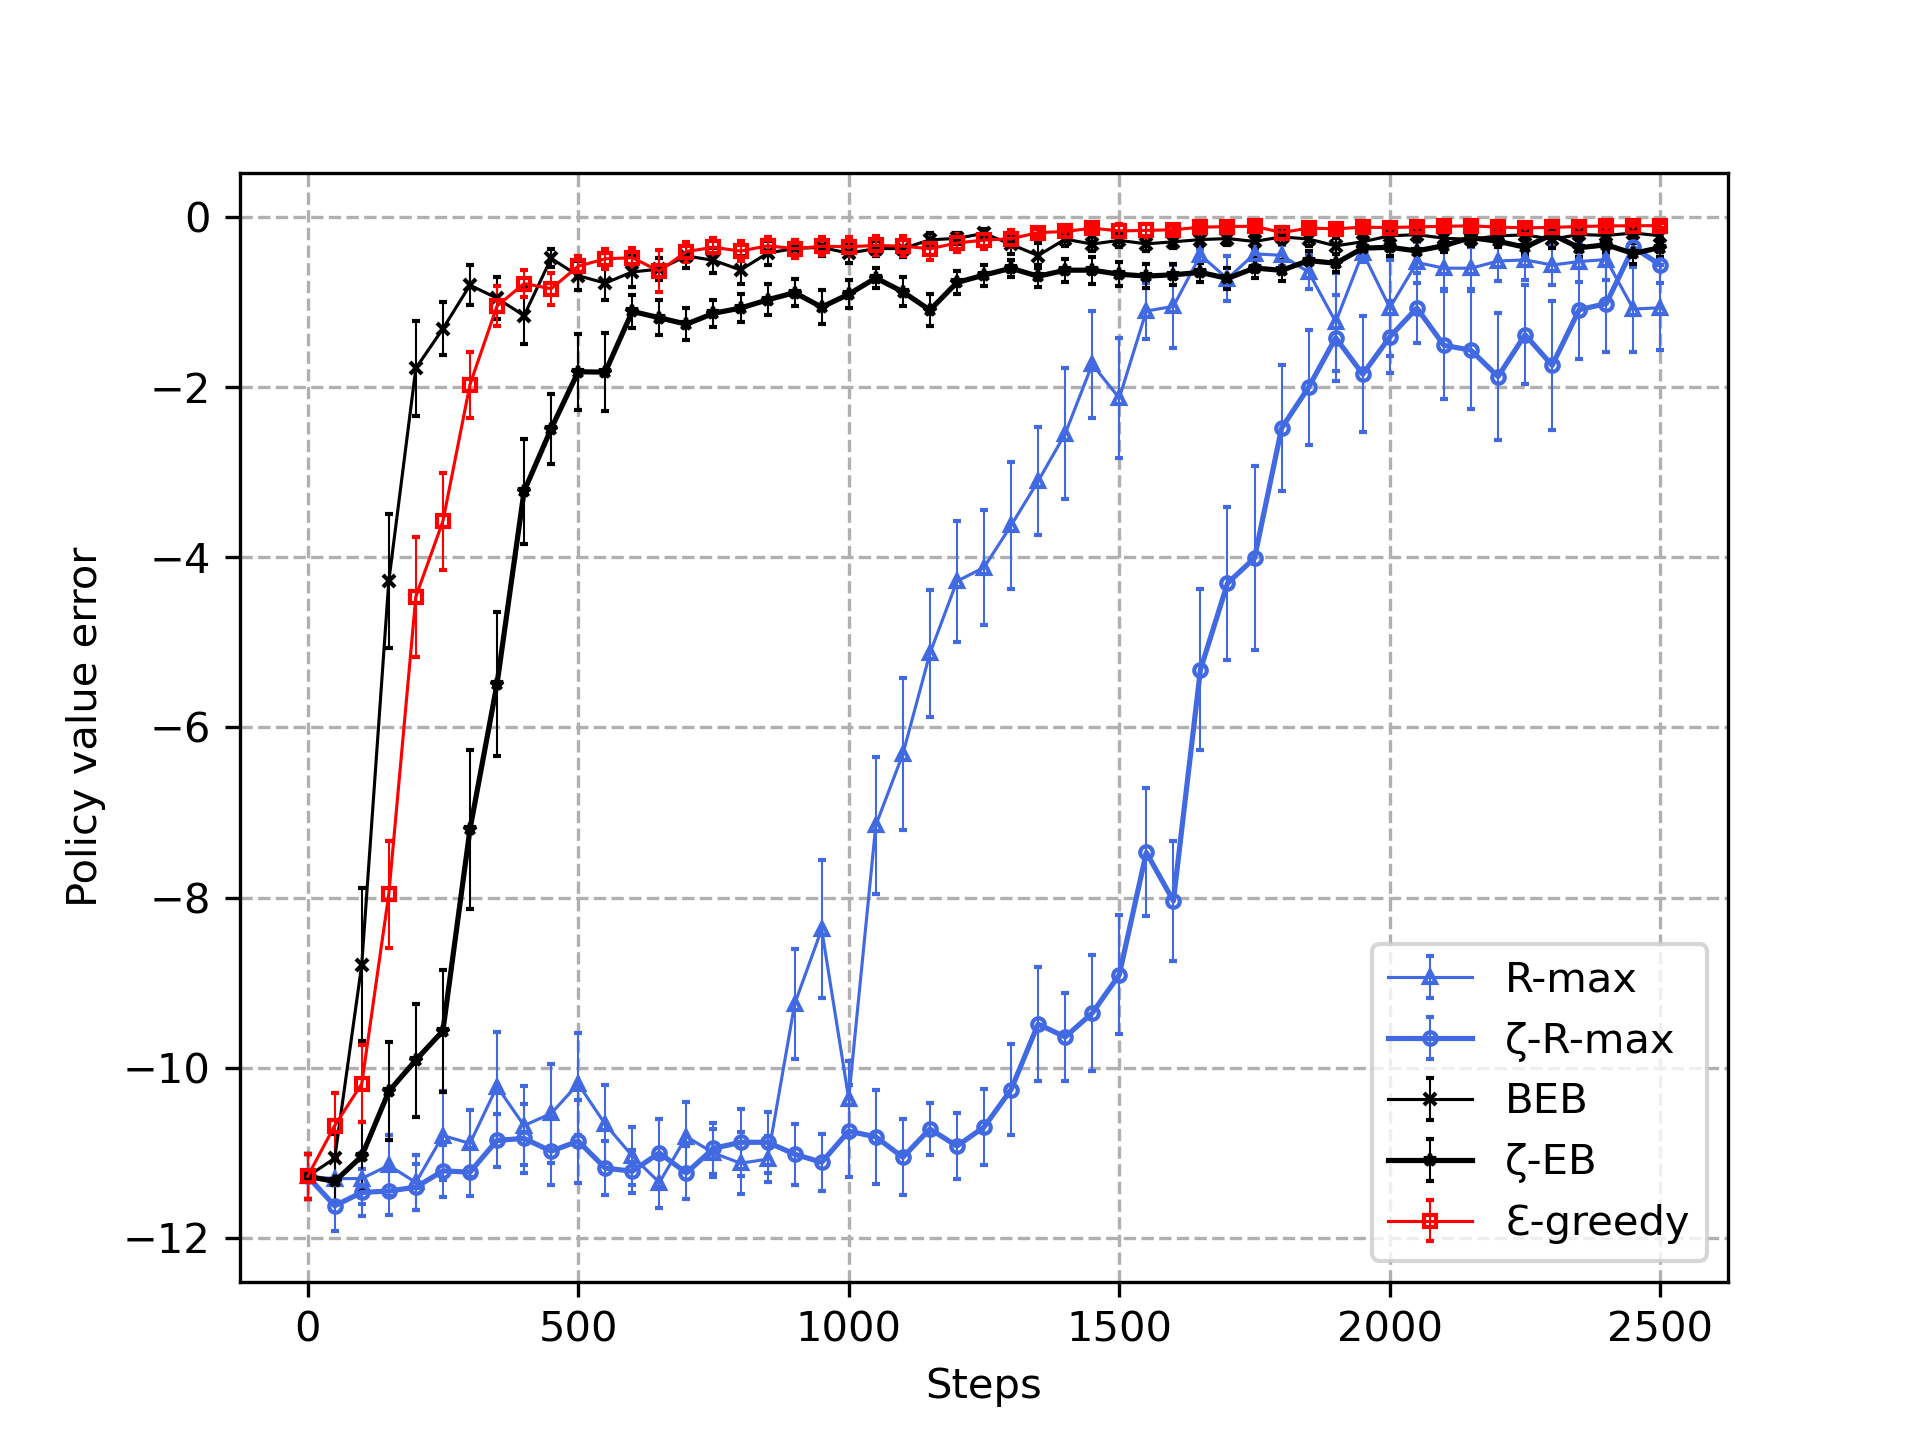 0
−2
−4
−6
−8
−10
−12
Policy value error
0 500 1000 1500 2000 2500
Steps
R-max
ζ-R-max
BEB
ζ-EB
Ɛ-greedy